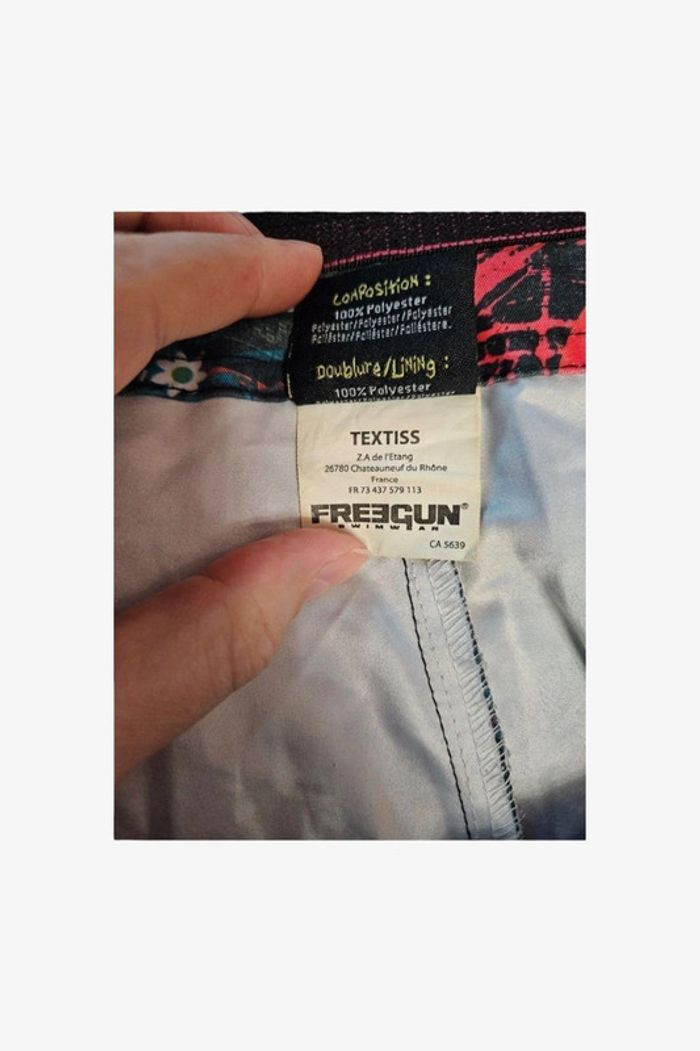 COMPOSITION :
100% Polyester
Polyester/Polyester/Polyester
Poliéster/Poliéster/Poliestere.
Doublure/Lining :
100% Polyester
TEXTISS
Z.A de l'Etang
26780 Chateauneuf du Rhône
France
FR 73 437 579 113
FREEGUN®
SWIMWEAR
CA 5639